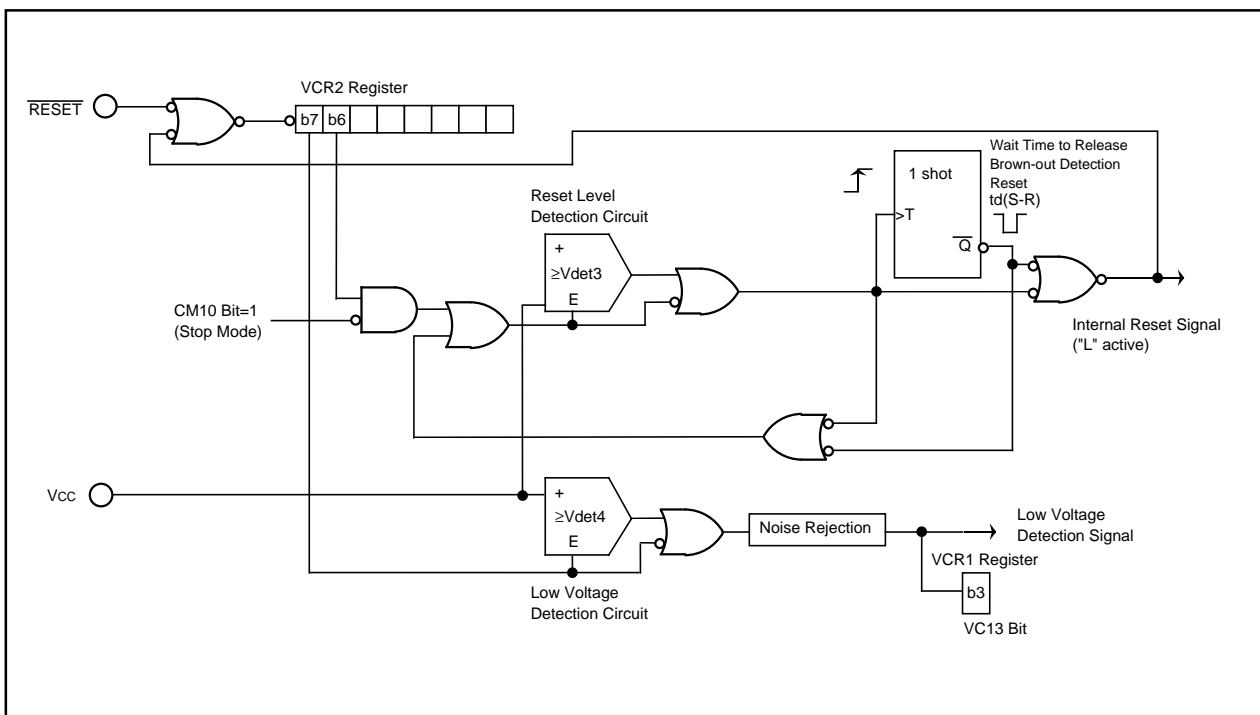 VCR2 Register
RESET
b7 b6
Wait Time to Release
Brown-out Detection
Reset
td(S-R)
1 shot
>T
Q
Reset Level
Detection Circuit
+
≥Vdet3
E
CM10 Bit=1
(Stop Mode)
Internal Reset Signal
("L" active)
VCC
+
≥Vdet4
E
Low Voltage
Detection Circuit
Noise Rejection
Low Voltage
Detection Signal
VCR1 Register
b3
VC13 Bit